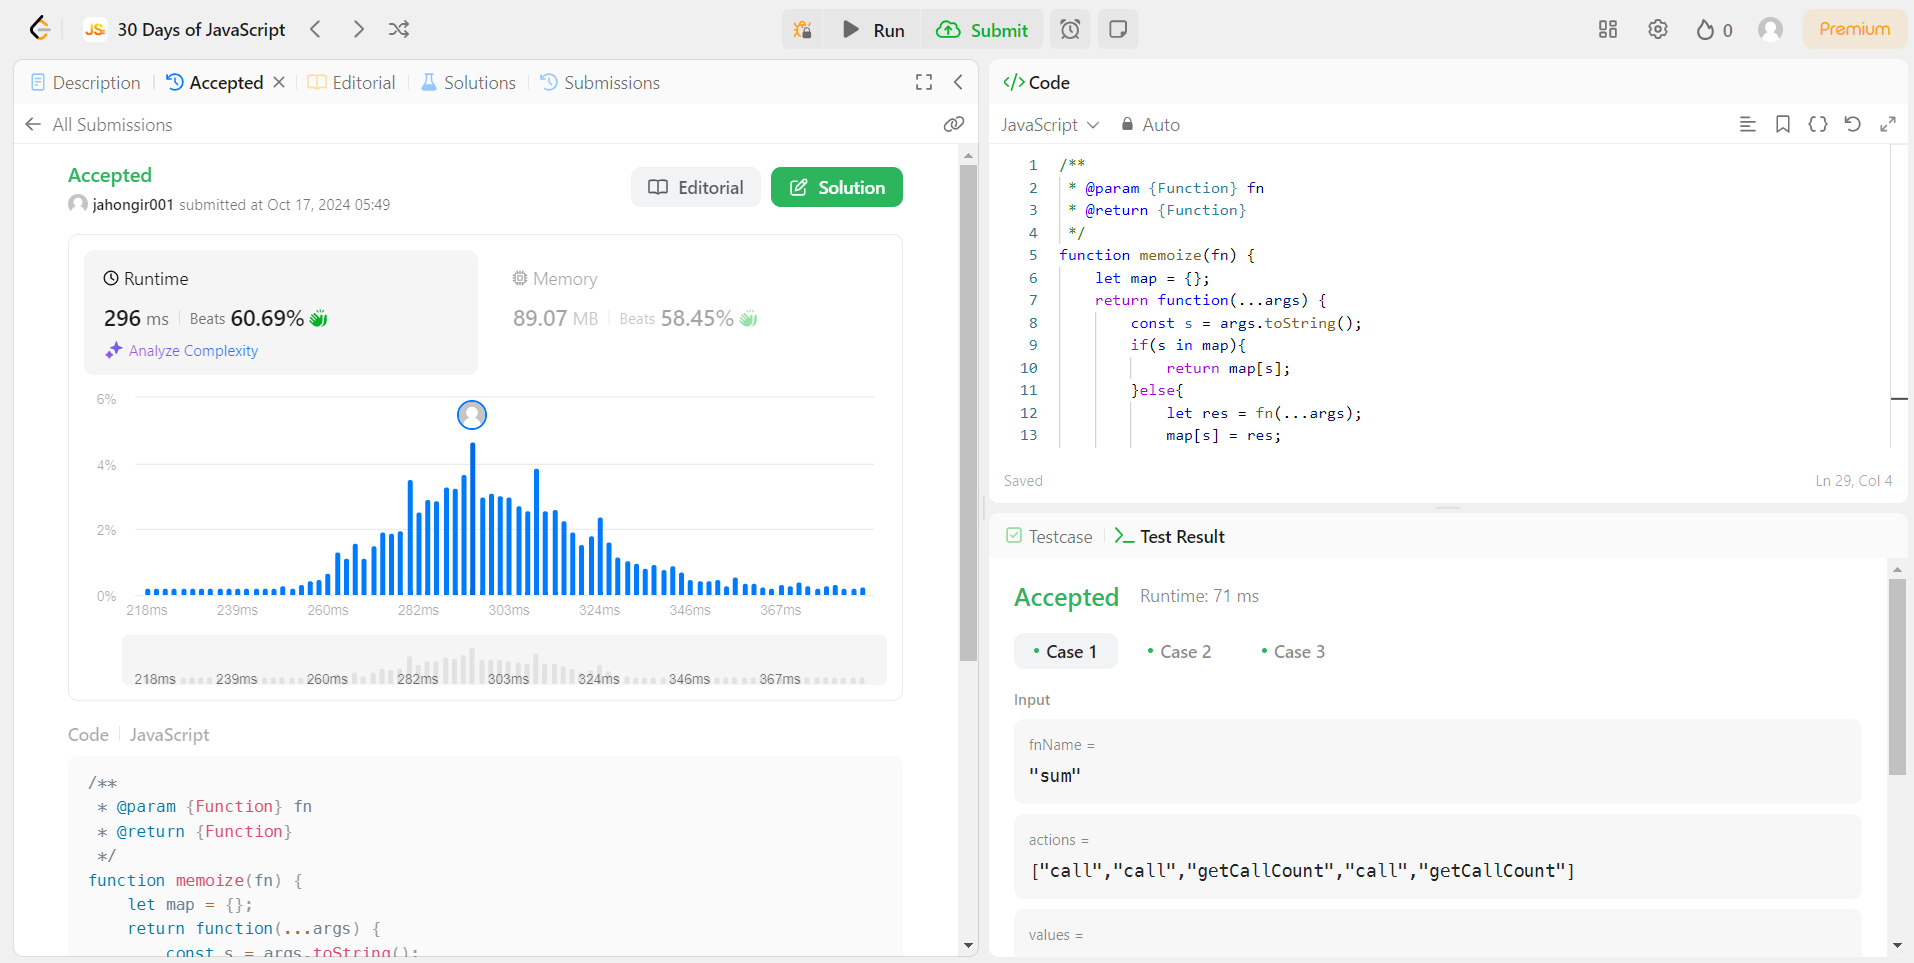 JS 30 Days of JavaScript
Run
Submit
0
Premium
Description
Accepted
Editorial
Solutions
Submissions
All Submissions
Accepted
jahongir001 submitted at Oct 17, 2024 05:49
Editorial
Solution
Runtime
296 ms Beats 60.69%
Analyze Complexity
Memory
89.07 MB Beats 58.45%
6%
4%
2%
0%
218ms 239ms 260ms 282ms 303ms 324ms 346ms 367ms
218ms 239ms 260ms 282ms 303ms 324ms 346ms 367ms
Code JavaScript
/**
* @param {Function} fn
* @return {Function}
*/
function memoize(fn) {
let map = {};
return function(...args) {
const s = args.toString();
</> Code
JavaScript
Auto
1 /**
2 * @param {Function} fn
3 * @return {Function}
4 */
5 function memoize(fn) {
6 let map = {};
7 return function(...args) {
8 const s = args.toString();
9 if(s in map){
10 return map[s];
11 }else{
12 let res = fn(...args);
13 map[s] = res;
Saved
Ln 29, Col 4
Testcase
Test Result
Accepted Runtime: 71 ms
• Case 1 • Case 2 • Case 3
Input
fnName =
"sum"
actions =
["call","call","getCallCount","call","getCallCount"]
values =